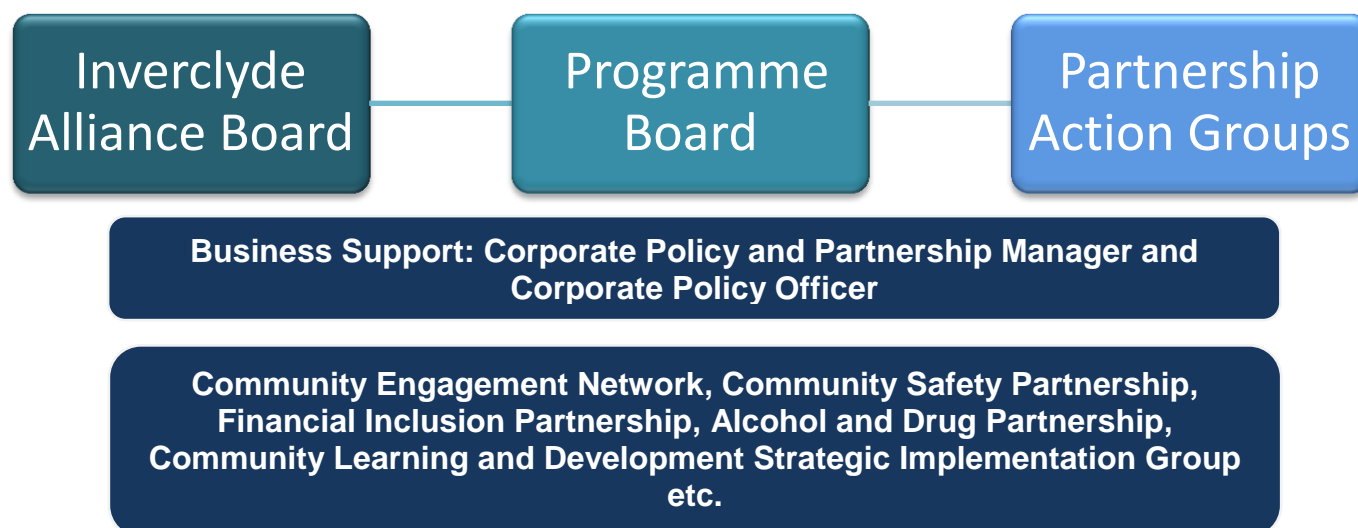 Inverclyde
Alliance Board
Programme
Board
Partnership
Action Groups
Business Support: Corporate Policy and Partnership Manager and
Corporate Policy Officer
Community Engagement Network, Community Safety Partnership,
Financial Inclusion Partnership, Alcohol and Drug Partnership,
Community Learning and Development Strategic Implementation Group
etc.